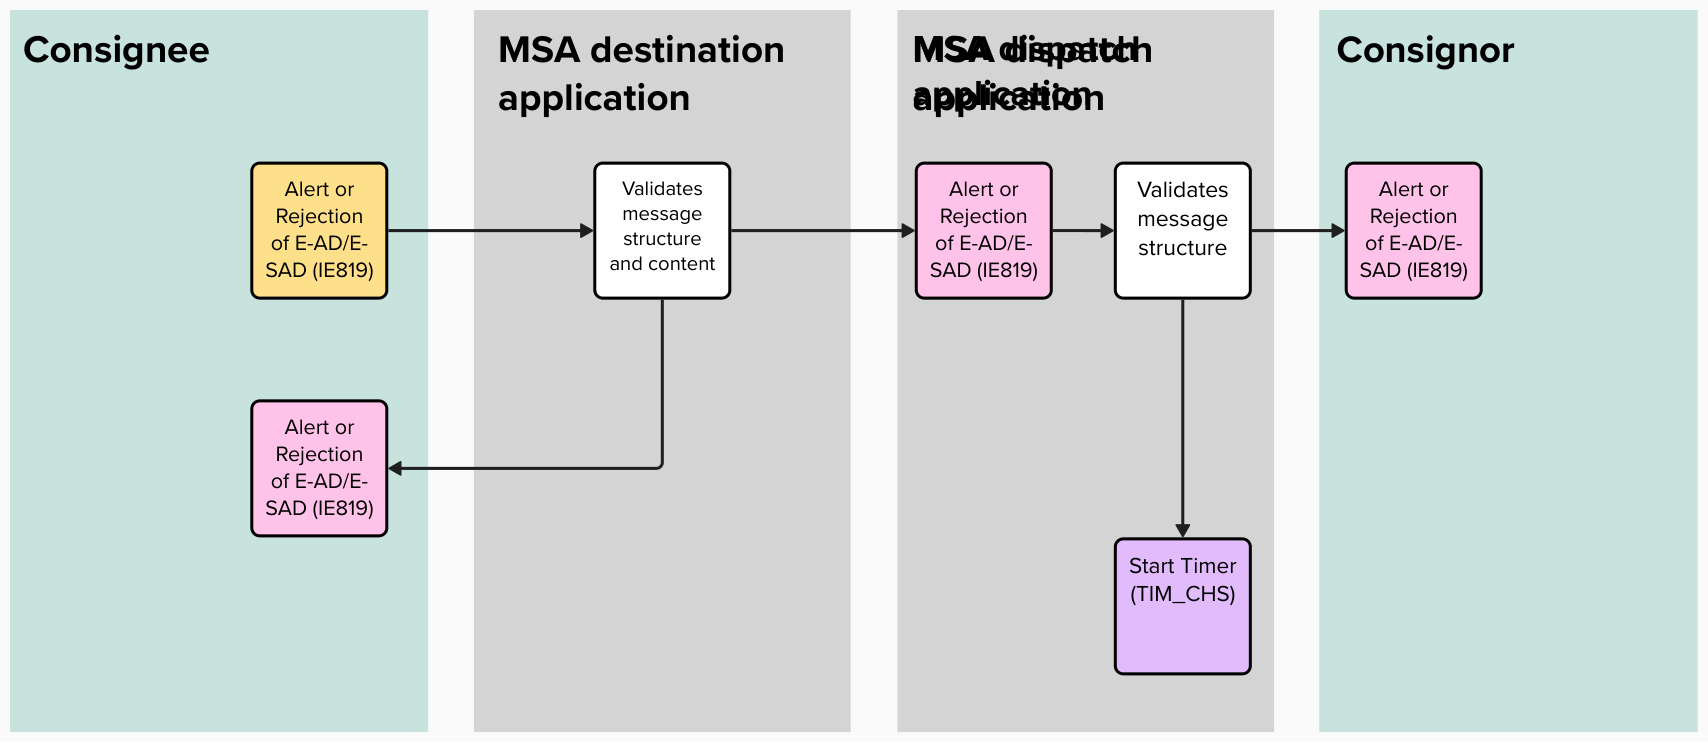 Consignee
MSA destination
application
MSA dispatch
application
Consignor
Alert or
Rejection
of E-AD/E-
SAD (IE819)
Validates
message
structure
and content
Alert or
Rejection
of E-AD/E-
SAD (IE819)
Validates
message
structure
Alert or
Rejection
of E-AD/E-
SAD (IE819)
Alert or
Rejection
of E-AD/E-
SAD (IE819)
Start Timer
(TIM_CHS)